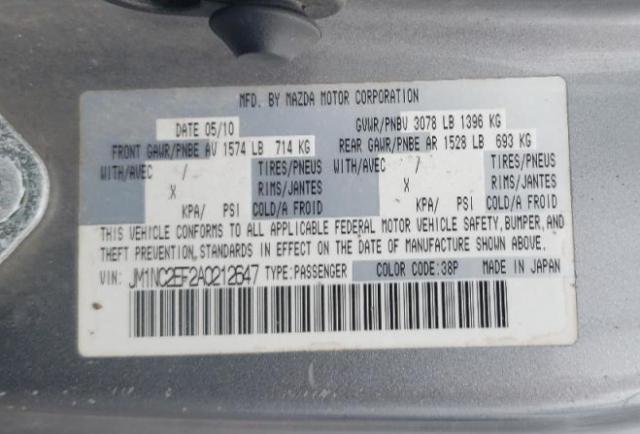 MFD. BY MAZDA MOTOR CORPORATION
DATE 05/10 GVWR/PNBV 3078 LB 1396 KG
FRONT GAWR/PNBE AV 1574 LB 714 KG REAR GAWR/PNBE AR 1528 LB 693 KG
WITH/AVEC / TIRES/PNEUS WITH/AVEC / TIRES/PNEUS
X RIMS/JANTES X RIMS/JANTES
KPA/ PSI COLD/A FROID KPA/ PSI COLD/A FROID
THIS VEHICLE CONFORMS TO ALL APPLICABLE FEDERAL MOTOR VEHICLE SAFETY, BUMPER, AND
THEFT PREVENTION STANDARDS IN EFFECT ON THE DATE OF MANUFACTURE SHOWN ABOVE.
VIN: JM1NC2EF2A0212647 TYPE:PASSENGER COLOR CODE:38P MADE IN JAPAN